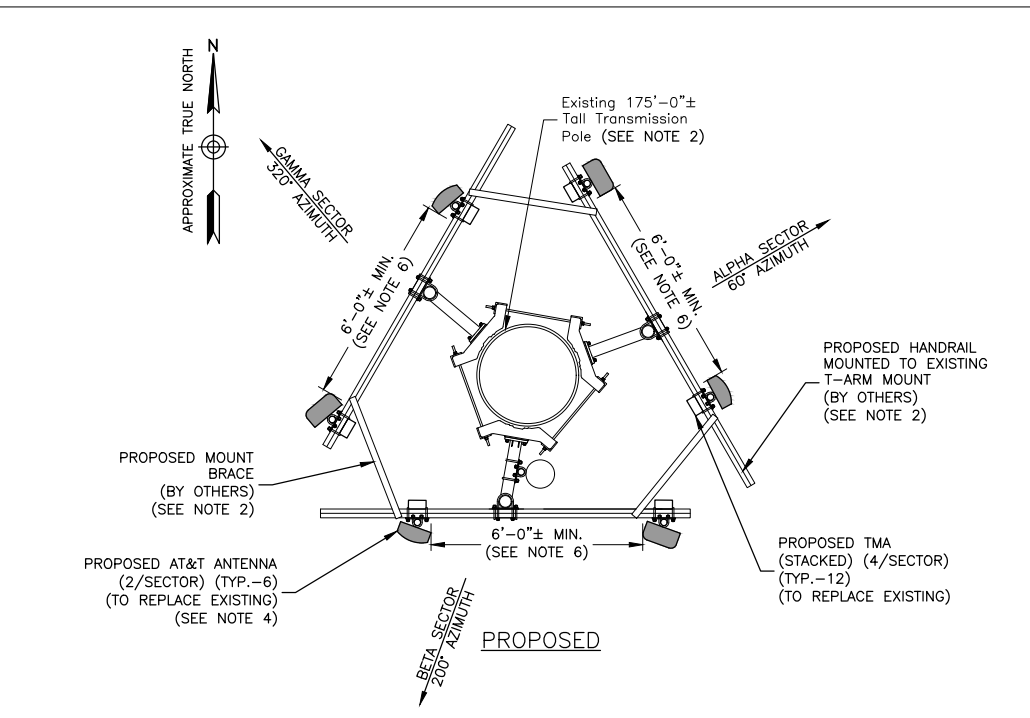 N
APPROXIMATE TRUE NORTH
GAMMA SECTOR
320° AZIMUTH
Existing 175'-0"±
Tall Transmission
Pole (SEE NOTE 2)
6'-0"± MIN.
(SEE NOTE 6)
6'-0"± MIN.
(SEE NOTE 6)
ALPHA SECTOR
60° AZIMUTH
PROPOSED HANDRAIL
MOUNTED TO EXISTING
T-ARM MOUNT
(BY OTHERS)
(SEE NOTE 2)
PROPOSED MOUNT
BRACE
(BY OTHERS)
(SEE NOTE 2)
6'-0"± MIN.
(SEE NOTE 6)
PROPOSED AT&T ANTENNA
(2/SECTOR) (TYP.-6)
(TO REPLACE EXISTING)
(SEE NOTE 4)
PROPOSED TMA
(STACKED) (4/SECTOR)
(TYP.-12)
(TO REPLACE EXISTING)
BETA SECTOR
200° AZIMUTH
PROPOSED